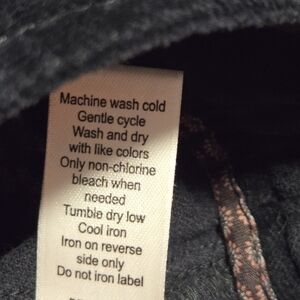 Machine wash cold
Gentle cycle
Wash and dry
with like colors
Only non-chlorine
bleach when
needed
Tumble dry low
Cool iron
Iron on reverse
side only
Do not iron label